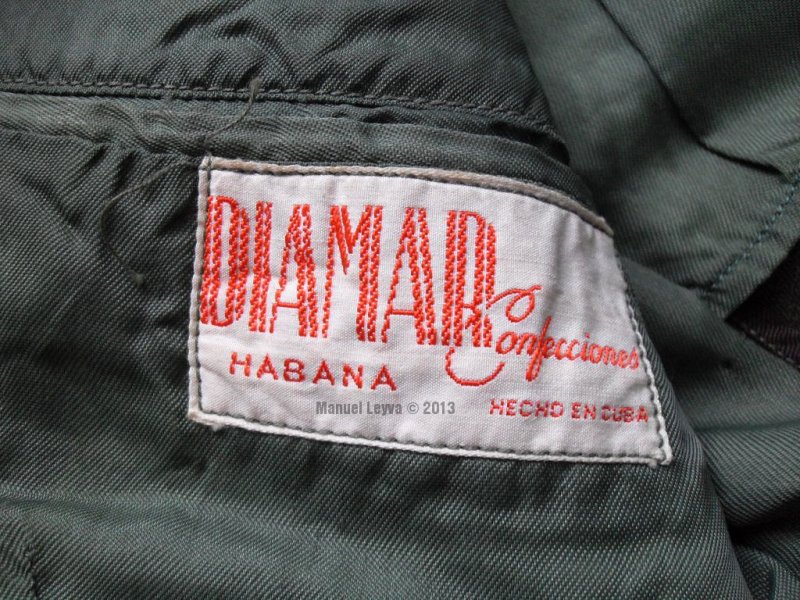 DIAMAR
Confecciones
HABANA
Manuel Leyva © 2013
HECHO EN CUBA